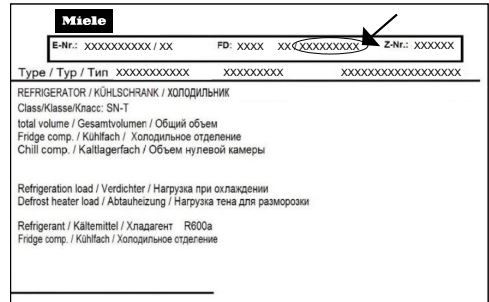 Miele
E-Nr.: XXXXXXXXXX / XX FD: XXXX XX XXXXXXXXX Z-Nr.: XXXXXX
Type / Typ / Тип XXXXXXXXXXX XXXXXXXXX XXXXXXXXXXXXXXXXXX
REFRIGERATOR / KÜHLSCHRANK / ХОЛОДИЛЬНИК
Class/Klasse/Класс: SN-T
total volume / Gesamtvolumen / Общий объем
Fridge comp. / Kühlfach / Холодильное отделение
Chill comp. / Kaltlagerfach / Объем нулевой камеры
Refrigeration load / Verdichter / Нагрузка при охлаждении
Defrost heater load / Abtauheizung / Нагрузка тена для разморозки
Refrigerant / Kältemittel / Хладагент R600a
Fridge comp. / Kühlfach / Холодильное отделение